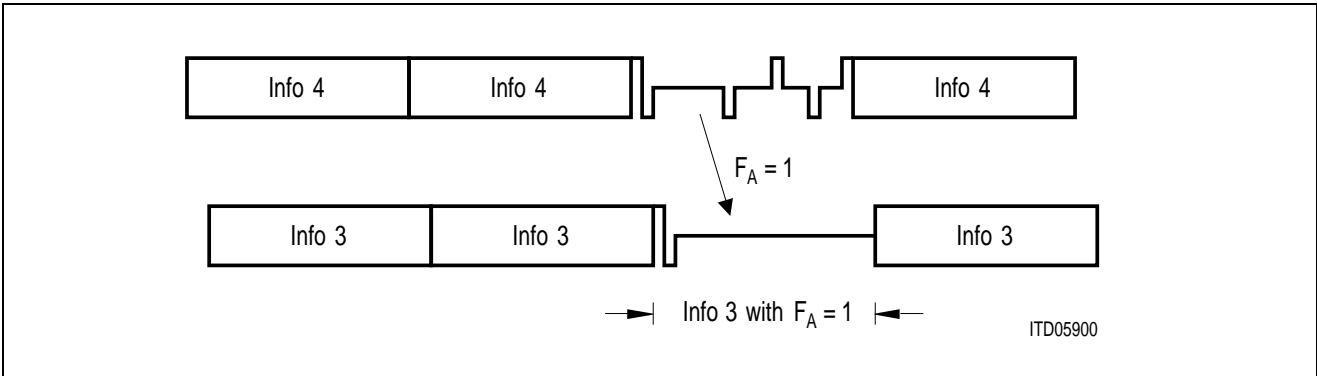 Info 4 Info 4 Info 4
F_A = 1
Info 3 Info 3 Info 3
Info 3 with F_A = 1
ITD05900